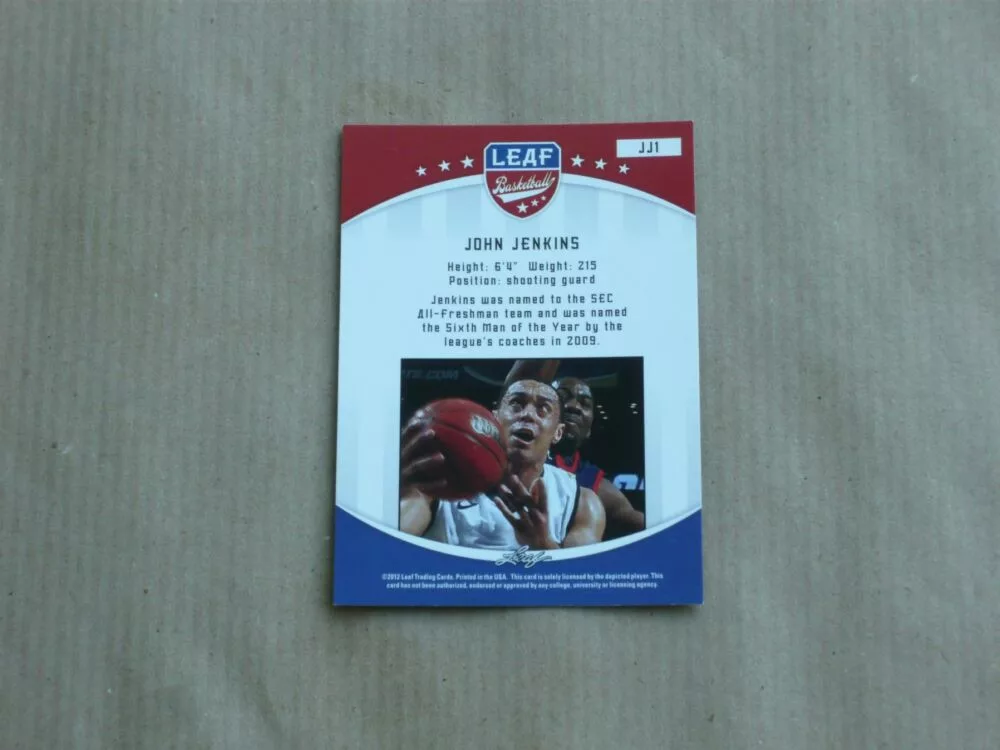 JJ1
LEAF
Basketball
JOHN JENKINS
Height: 6'4" Weight: 215
Position: shooting guard
Jenkins was named to the SEC
All-Freshman team and was named
the Sixth Man of the Year by the
league's coaches in 2009.
Leaf
©2012 Leaf Trading Cards. Printed in the USA. This card is solely licensed by the depicted player. This
card has not been authorized, endorsed or approved by any college, university or licensing agency.